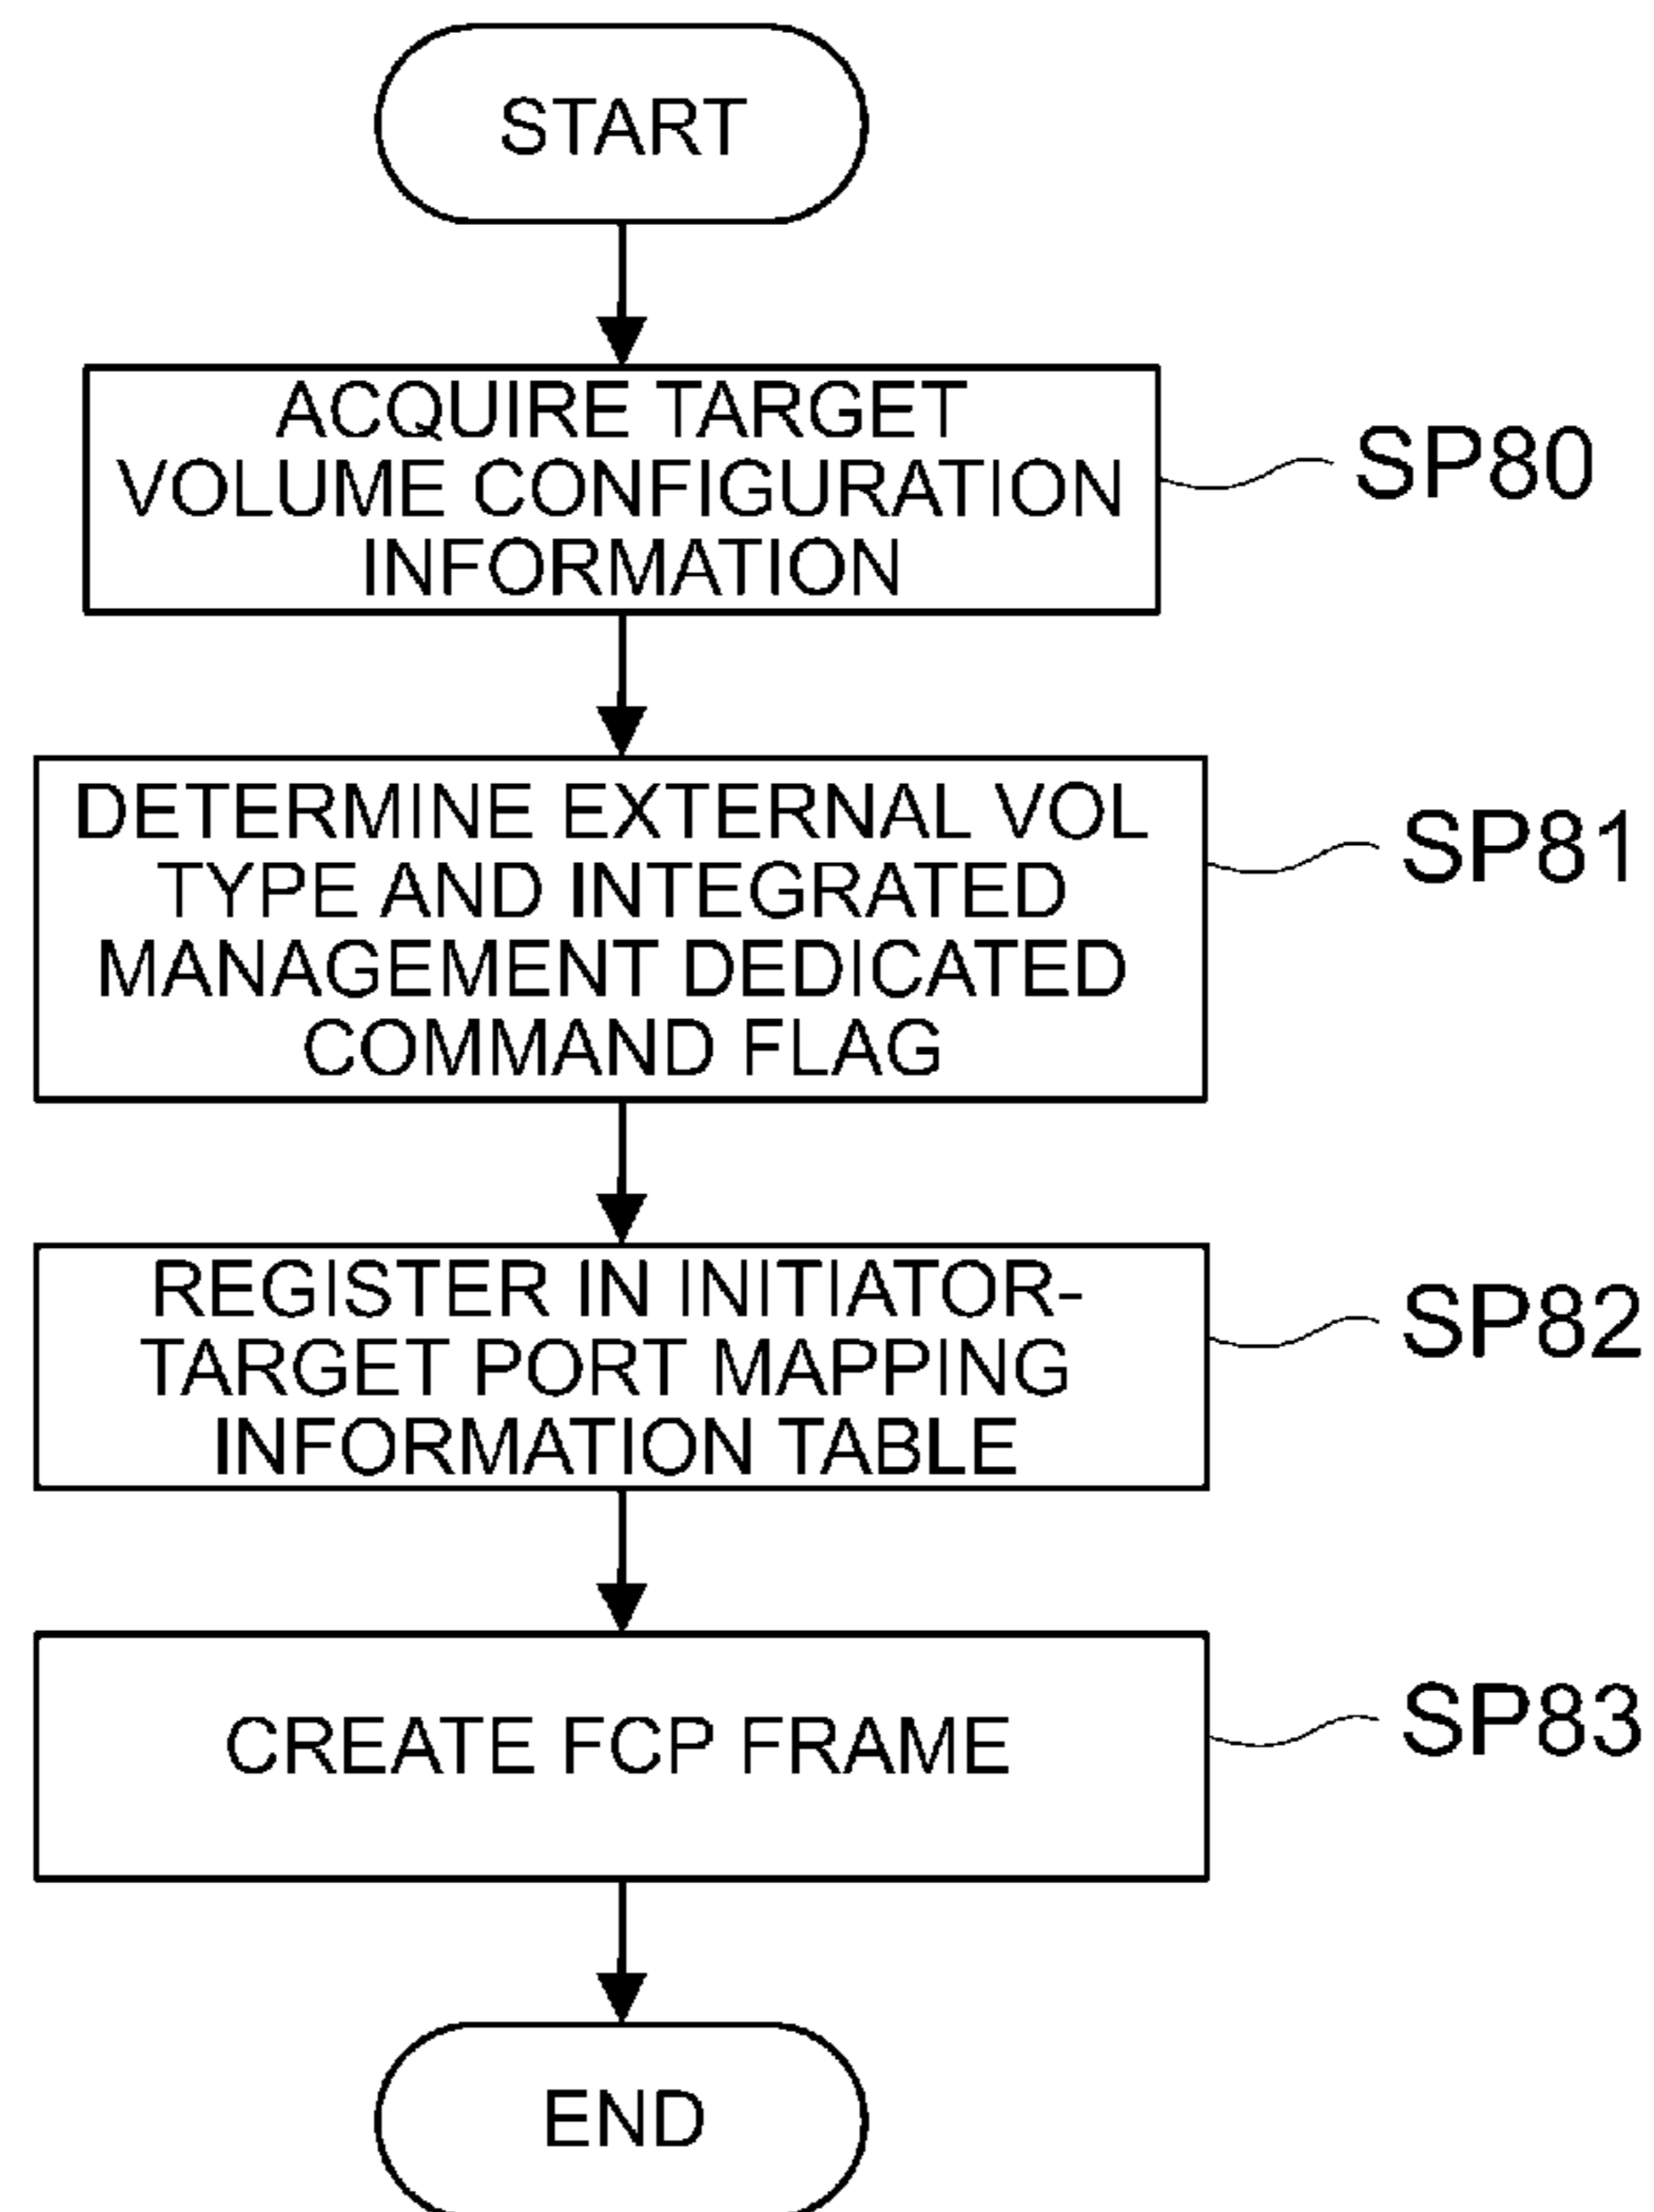 START
ACQUIRE TARGET
VOLUME CONFIGURATION
INFORMATION
SP80
DETERMINE EXTERNAL VOL
TYPE AND INTEGRATED
MANAGEMENT DEDICATED
COMMAND FLAG
SP81
REGISTER IN INITIATOR-
TARGET PORT MAPPING
INFORMATION TABLE
SP82
CREATE FCP FRAME
SP83
END